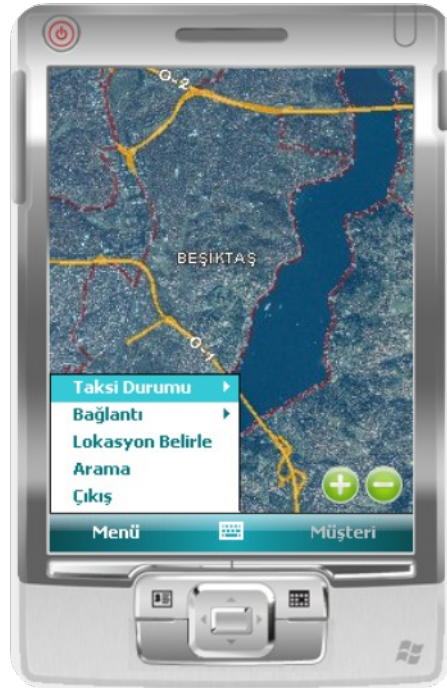 O-2
BEŞİKTAŞ
O-1
Taksi Durumu
Bağlantı
Lokasyon Belirle
Arama
Çıkış
Menü
Müşteri